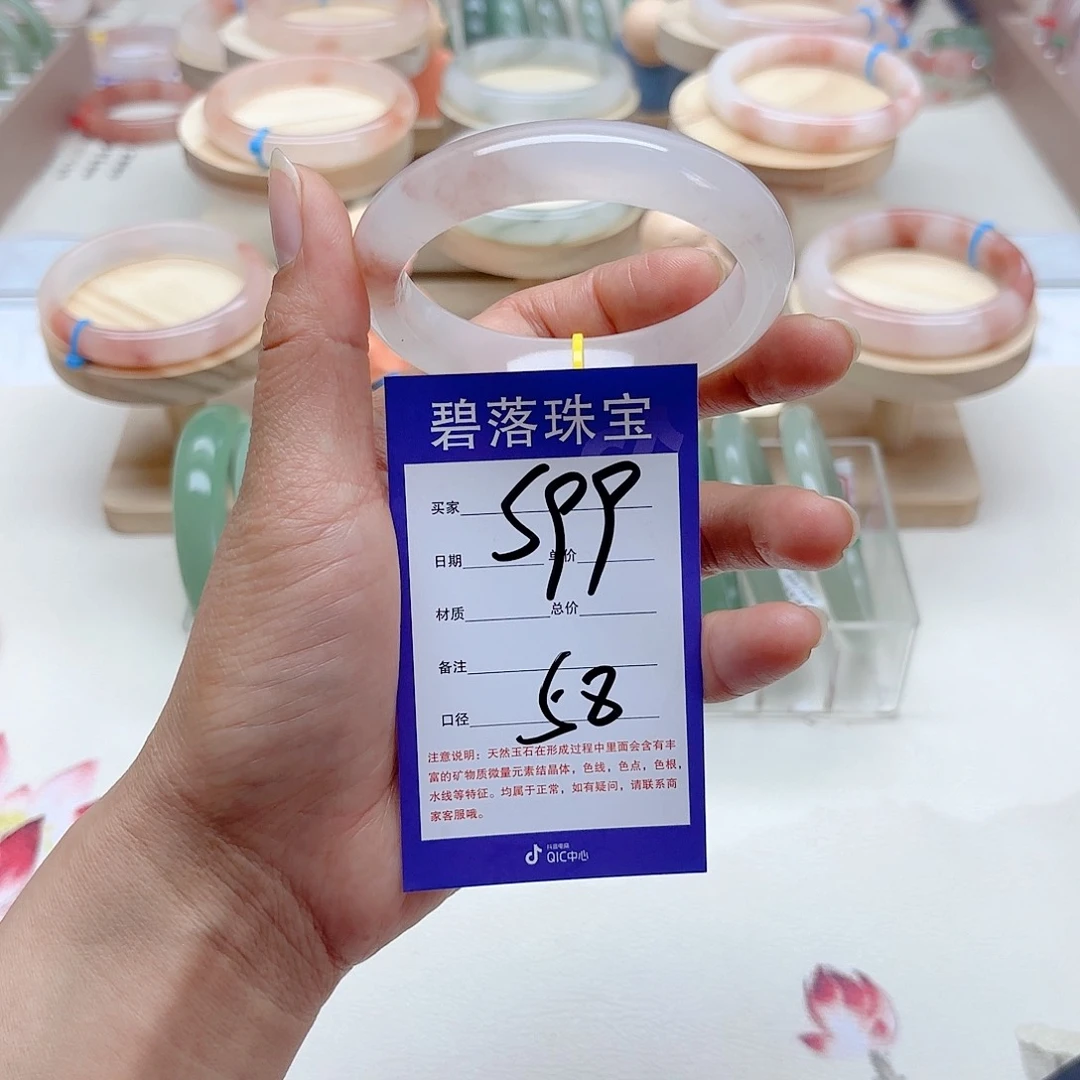 碧落珠宝
599
买家
日期 单价
材质 总价
备注
口径 58
注意说明：天然玉石在形成过程中里面会含有丰
富的矿物质微量元素结晶体，色线，色点，色根，
水线等特征。均属于正常，如有疑问，请联系商
家客服哦。
抖音电商
QIC中心